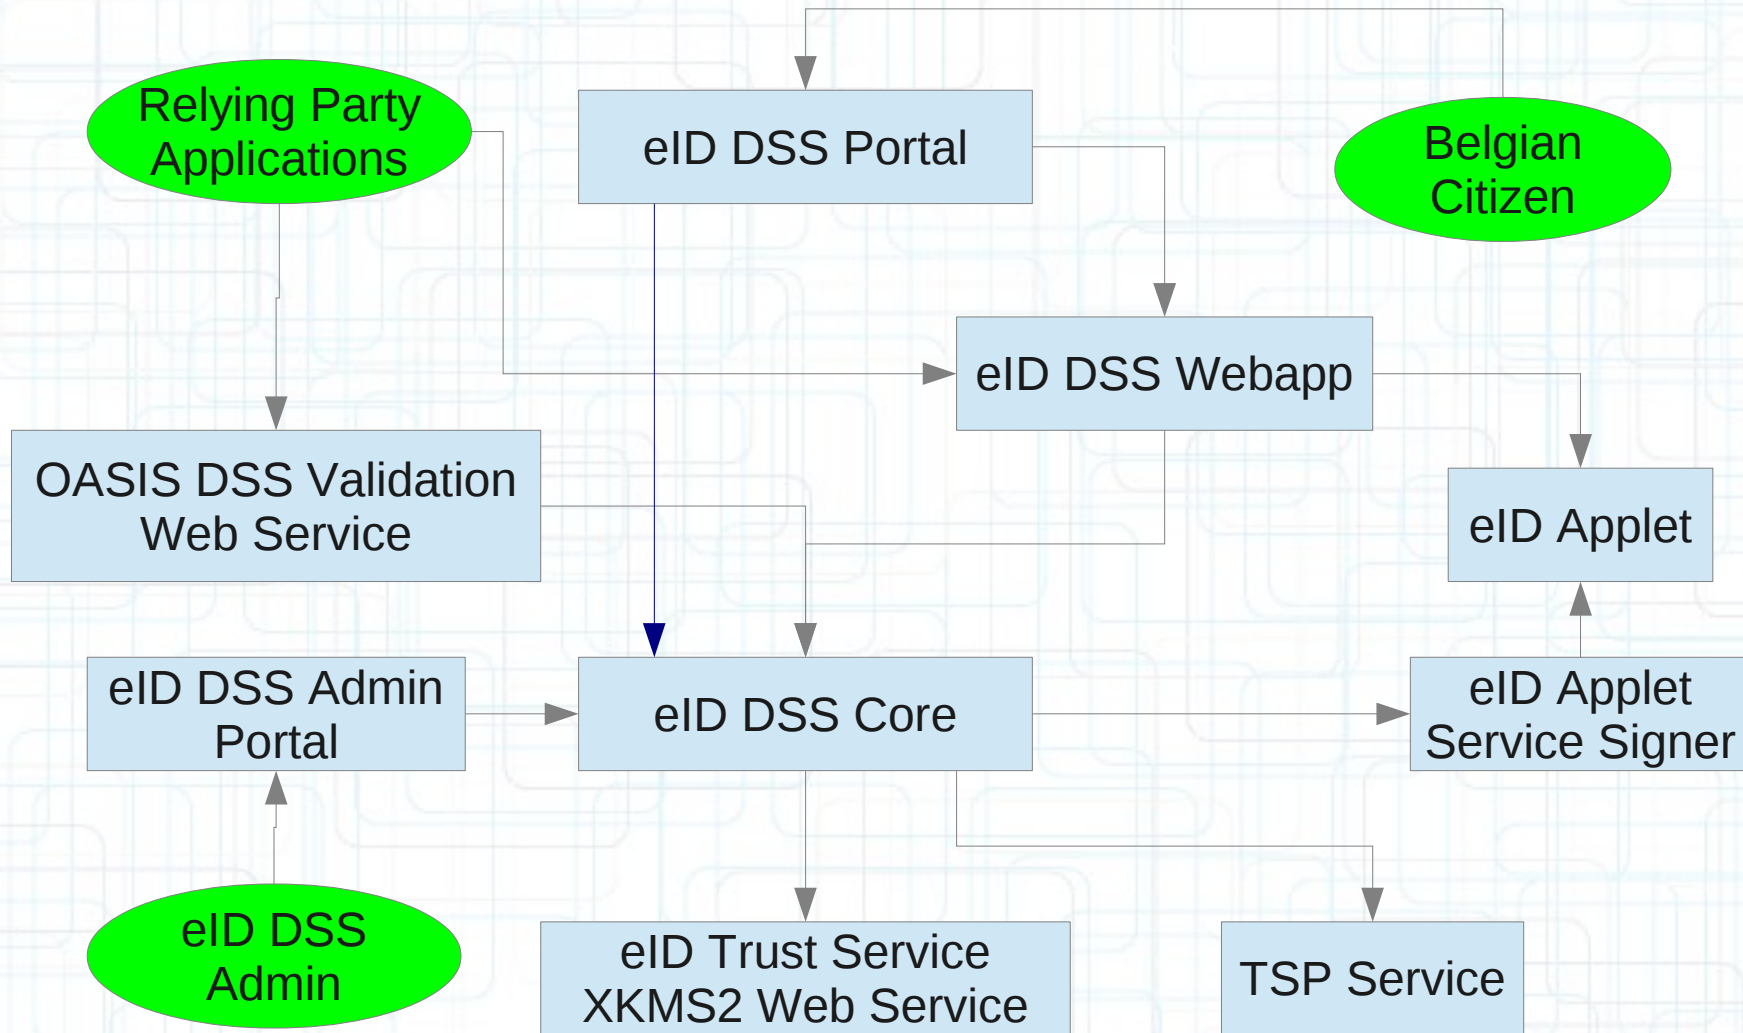 Relying Party
Applications
eID DSS Portal
Belgian
Citizen
eID DSS Webapp
OASIS DSS Validation
Web Service
eID Applet
eID DSS Admin
Portal
eID DSS Core
eID Applet
Service Signer
eID DSS
Admin
eID Trust Service
XKMS2 Web Service
TSP Service